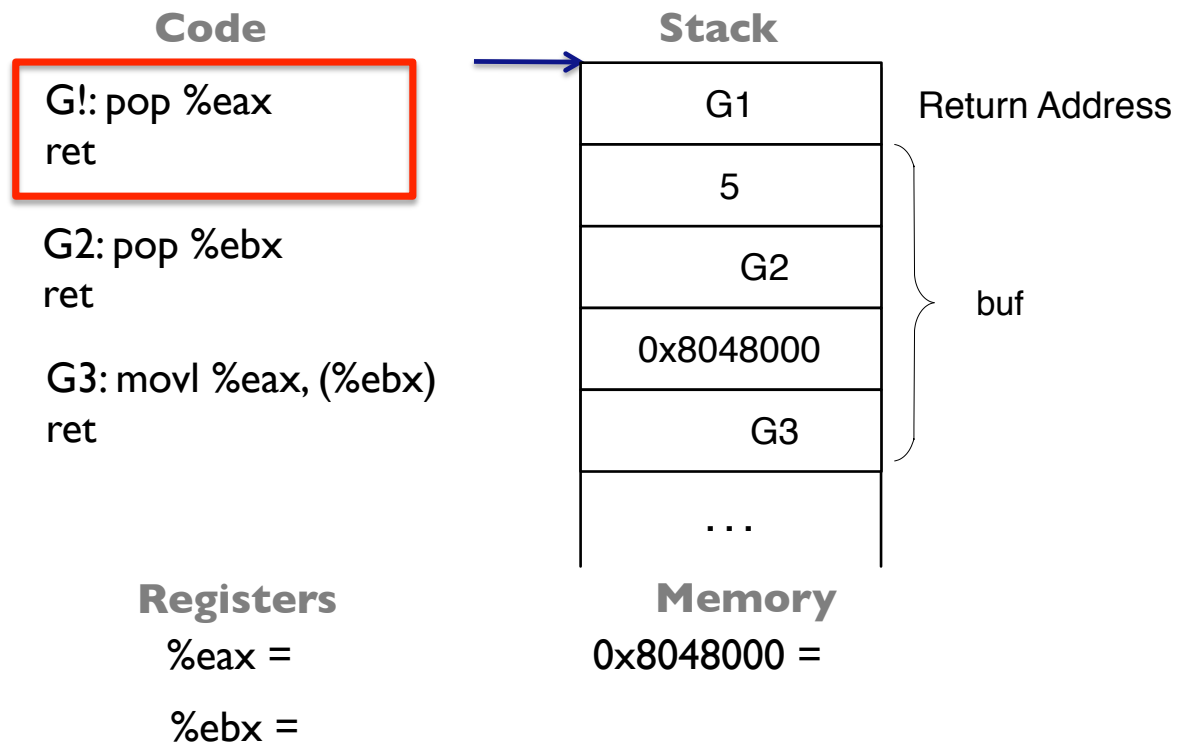 Code
G!: pop %eax
ret
G2: pop %ebx
ret
G3: movl %eax, (%ebx)
ret
Stack
G1
Return Address
5
G2
0x8048000
G3
. . .
buf
Registers
%eax =
%ebx =
Memory
0x8048000 =